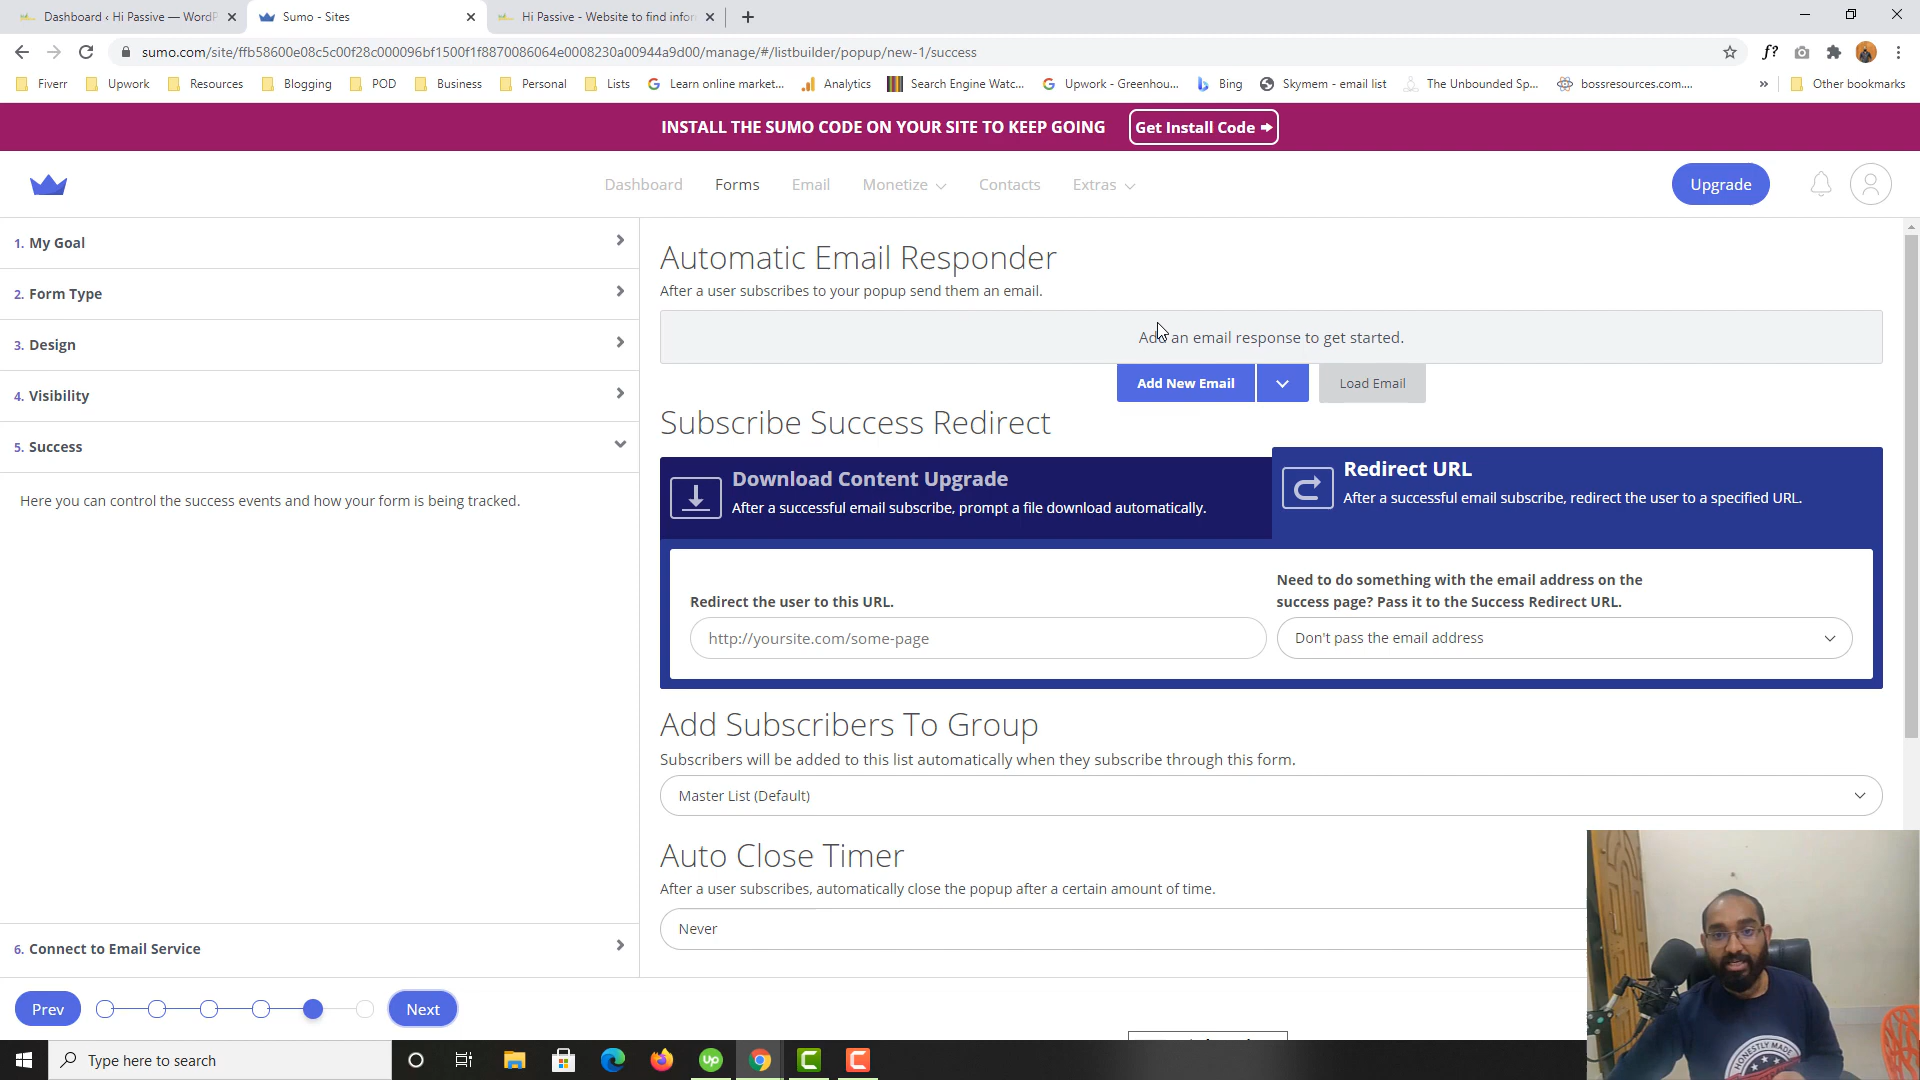 Dashboard ‹ Hi Passive — WordP
Sumo - Sites
Hi Passive - Website to find infor
sumo.com/site/ffb58600e08c5c00f28c000096bf1500f1f8870086064e0008230a00944a9d00/manage/#/listbuilder/popup/new-1/success
f?
Fiverr
Upwork
Resources
Blogging
POD
Business
Personal
Lists
Learn online market...
Analytics
Search Engine Watc...
Upwork - Greenhou...
Bing
Skymem - email list
The Unbounded Sp...
bossresources.com....
»
Other bookmarks
INSTALL THE SUMO CODE ON YOUR SITE TO KEEP GOING
Get Install Code
Dashboard
Forms
Email
Monetize
Contacts
Extras
Upgrade
1. My Goal
2. Form Type
3. Design
4. Visibility
5. Success
Here you can control the success events and how your form is being tracked.
6. Connect to Email Service
Prev
Next
Automatic Email Responder
After a user subscribes to your popup send them an email.
Add an email response to get started.
Add New Email
Load Email
Subscribe Success Redirect
Download Content Upgrade
After a successful email subscribe, prompt a file download automatically.
Redirect URL
After a successful email subscribe, redirect the user to a specified URL.
Redirect the user to this URL.
http://yoursite.com/some-page
Need to do something with the email address on the
success page? Pass it to the Success Redirect URL.
Don't pass the email address
Add Subscribers To Group
Subscribers will be added to this list automatically when they subscribe through this form.
Master List (Default)
Auto Close Timer
After a user subscribes, automatically close the popup after a certain amount of time.
Never
HONESTLY MADE
Type here to search
up